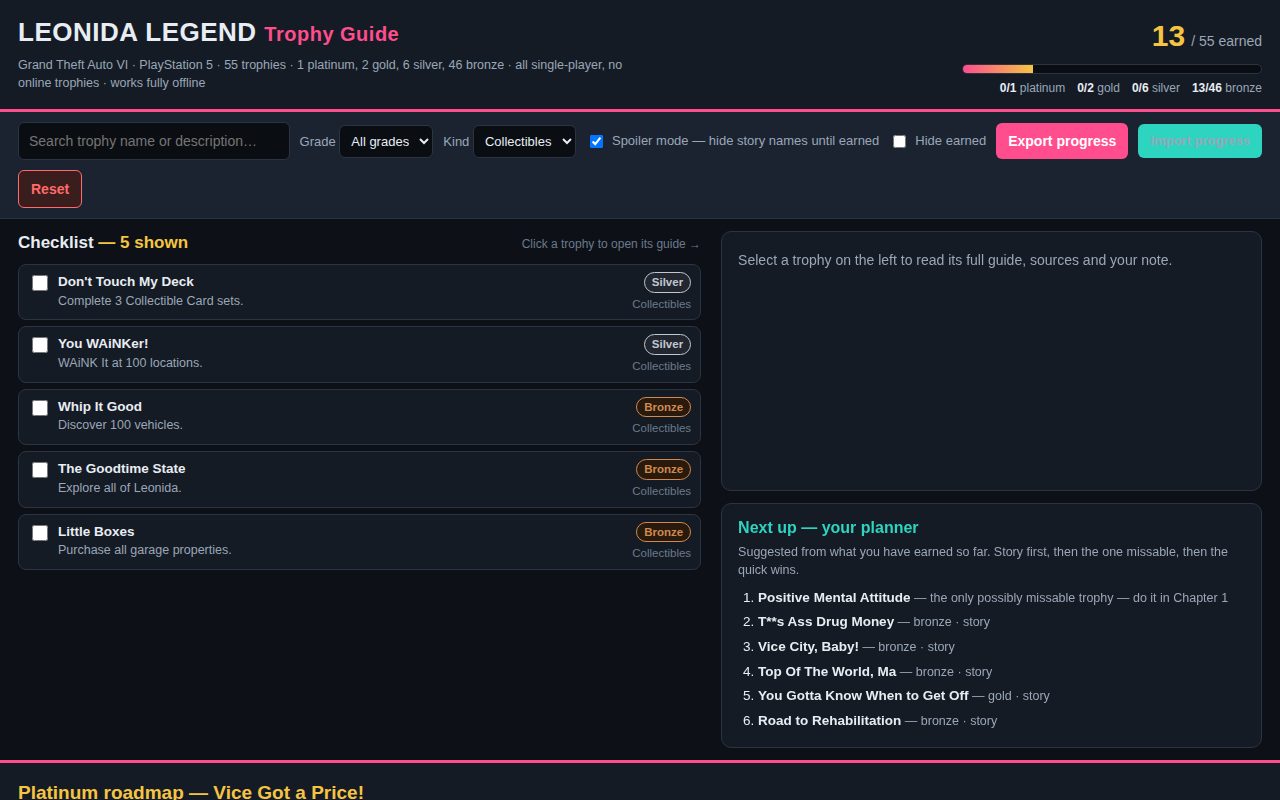 LEONIDA LEGEND Trophy Guide
Grand Theft Auto VI · PlayStation 5 · 55 trophies · 1 platinum, 2 gold, 6 silver, 46 bronze · all single-player, no
online trophies · works fully offline
13 / 55 earned
0/1 platinum 0/2 gold 0/6 silver 13/46 bronze
Search trophy name or description…
Grade All grades
Kind Collectibles
Spoiler mode — hide story names until earned
Hide earned
Export progress
Import progress
Reset
Checklist — 5 shown
Click a trophy to open its guide →
Don't Touch My Deck
Silver
Complete 3 Collectible Card sets.
Collectibles
You WAiNKer!
Silver
WAiNK It at 100 locations.
Collectibles
Whip It Good
Bronze
Discover 100 vehicles.
Collectibles
The Goodtime State
Bronze
Explore all of Leonida.
Collectibles
Little Boxes
Bronze
Purchase all garage properties.
Collectibles
Select a trophy on the left to read its full guide, sources and your note.
Next up — your planner
Suggested from what you have earned so far. Story first, then the one missable, then the
quick wins.
1. Positive Mental Attitude — the only possibly missable trophy — do it in Chapter 1
2. T**s Ass Drug Money — bronze · story
3. Vice City, Baby! — bronze · story
4. Top Of The World, Ma — bronze · story
5. You Gotta Know When to Get Off — gold · story
6. Road to Rehabilitation — bronze · story
Platinum roadmap — Vice Got a Price!